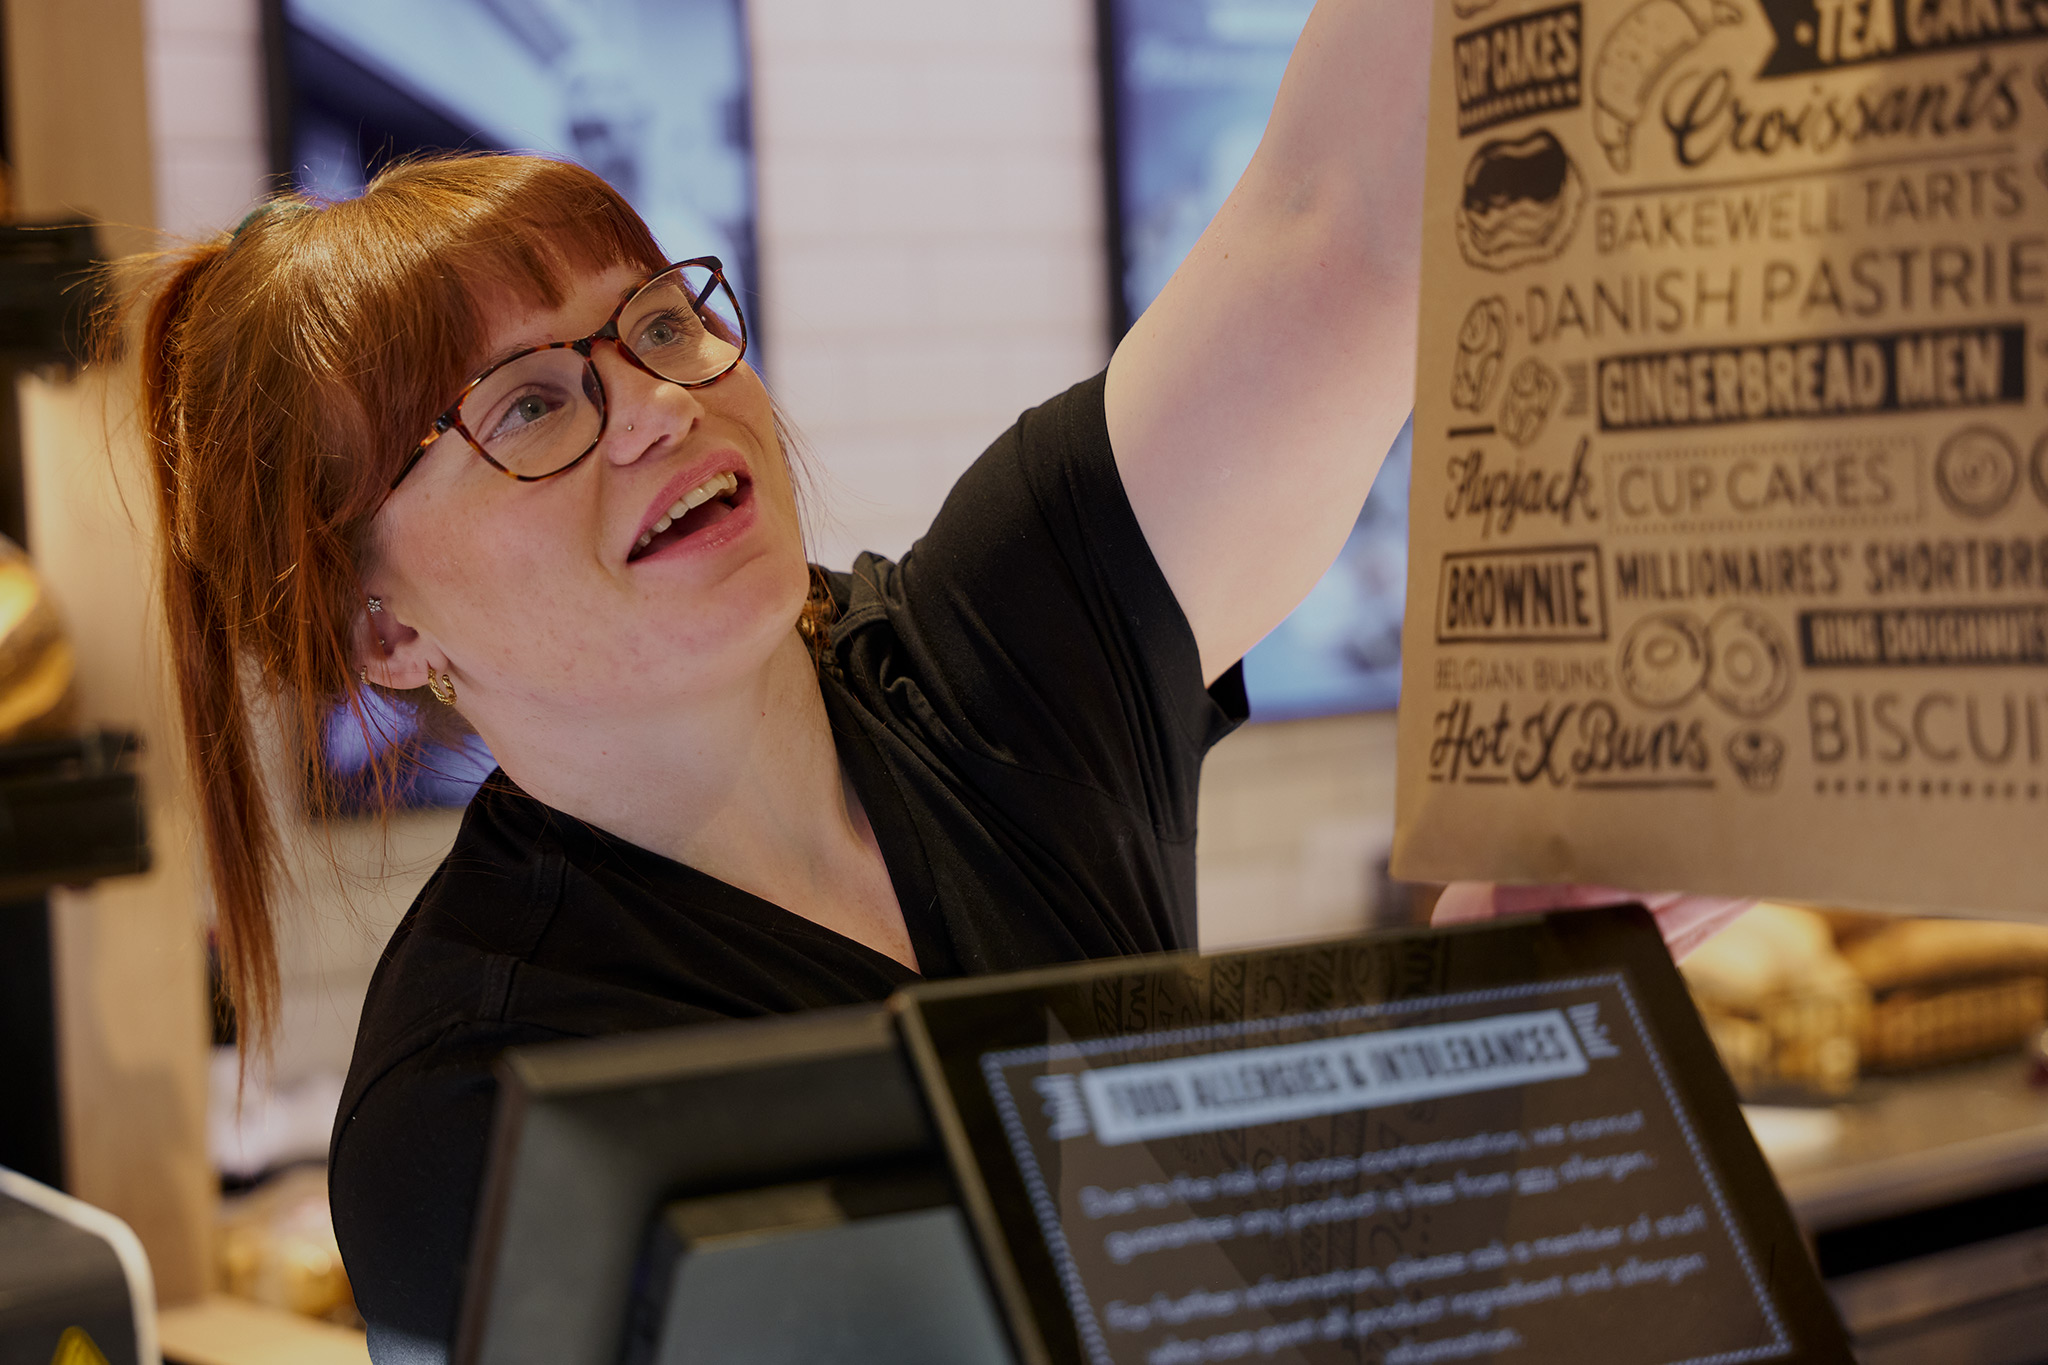 TEA CAKES
CUP CAKES
Croissants
BAKEWELL TARTS
DANISH PASTRIE
GINGERBREAD MEN
Flapjack
CUP CAKES
BROWNIE
MILLIONAIRES' SHORTBRE
RING DOUGHNUTS
BELGIAN BUNS
Hot X Buns
BISCUI
FOOD ALLERGIES & INTOLERANCES
Due to the risk of cross-contamination, we cannot
guarantee any product is free from any allergen.
For further information, please ask a member of staff
who can give all product ingredient and allergen
information.